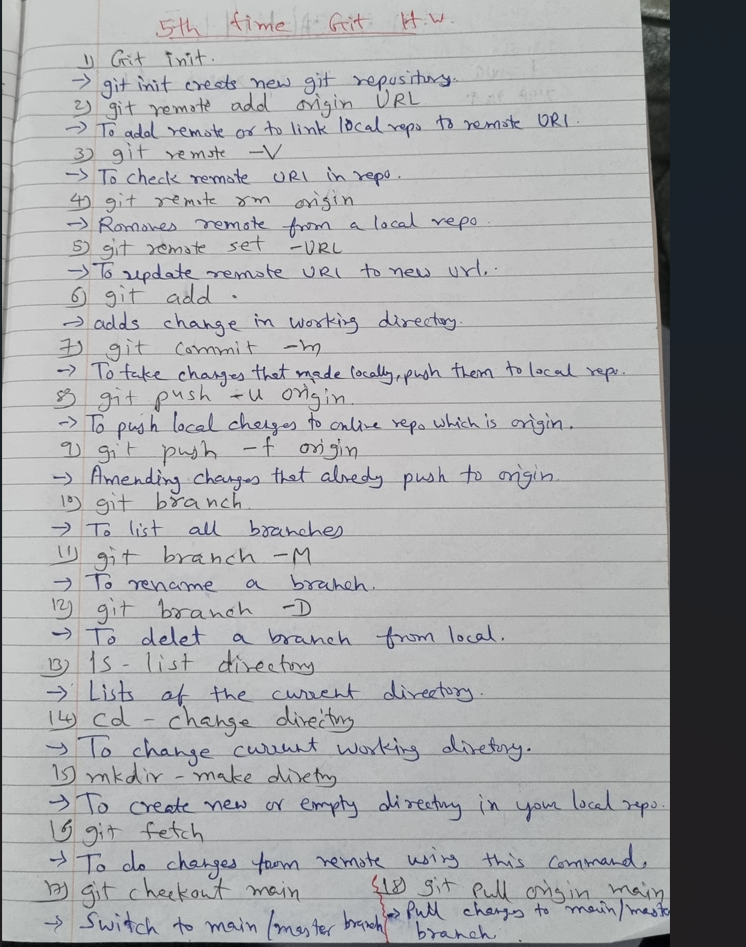 5th time Git H.W.
1) Git init.
→ git init creats new git repository.
2) git remote add origin URL
→ To add remote or to link local repo to remote URl.
3) git remote -V
→ To check remote URl in repo.
4) git remote rm origin
→ Romoves remote from a local repo
5) git remote set -URL
→ To update remote URl to new url.
6) git add .
→ adds change in working directory.
7) git commit -m
→ To take changes that made locally, push them to local repo.
8) git push -u origin.
→ To push local changes to online repo which is origin.
9) git push -f origin
→ Amending changes that alredy push to origin.
10) git branch
→ To list all branches
11) git branch -M
→ To rename a branch.
12) git branch -D
→ To delet a branch from local.
13) ls - list directory
→ Lists of the current directory.
14) cd - change directory
→ To change current working diretory.
15) mkdir - make diretry
→ To create new or empty directory in your local repo.
16) git fetch
→ To do changes from remote using this command.
17) git checkout main
→ Switch to main/master branch
18) git Pull origin main
→ Pull changes to main/maste
branch.